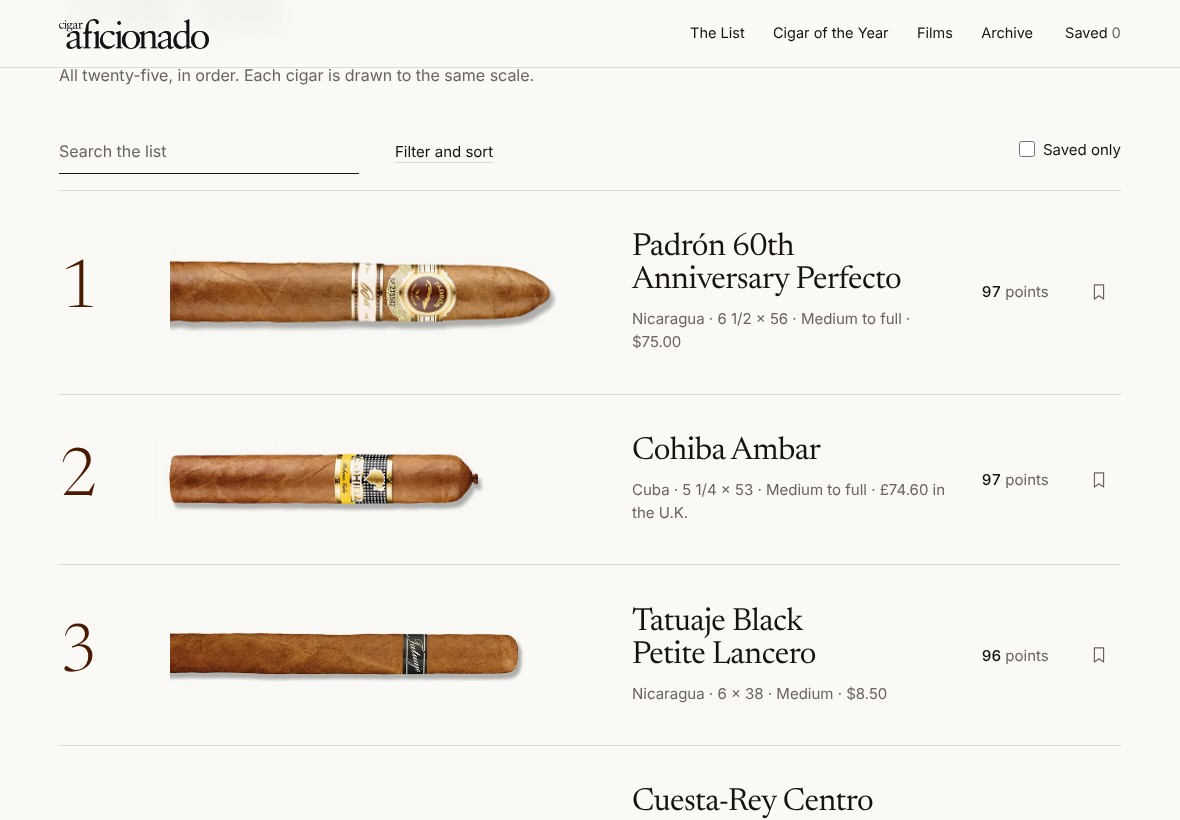 cigar
aficionado
The List
Cigar of the Year
Films
Archive
Saved 0
All twenty-five, in order. Each cigar is drawn to the same scale.
Search the list
Filter and sort
Saved only
1
Padrón 60th
Anniversary Perfecto
Nicaragua · 6 1/2 × 56 · Medium to full ·
$75.00
97 points
2
Cohiba Ambar
Cuba · 5 1/4 × 53 · Medium to full · £74.60 in
the U.K.
97 points
3
Tatuaje
Tatuaje Black
Petite Lancero
Nicaragua · 6 × 38 · Medium · $8.50
96 points
Cuesta-Rey Centro